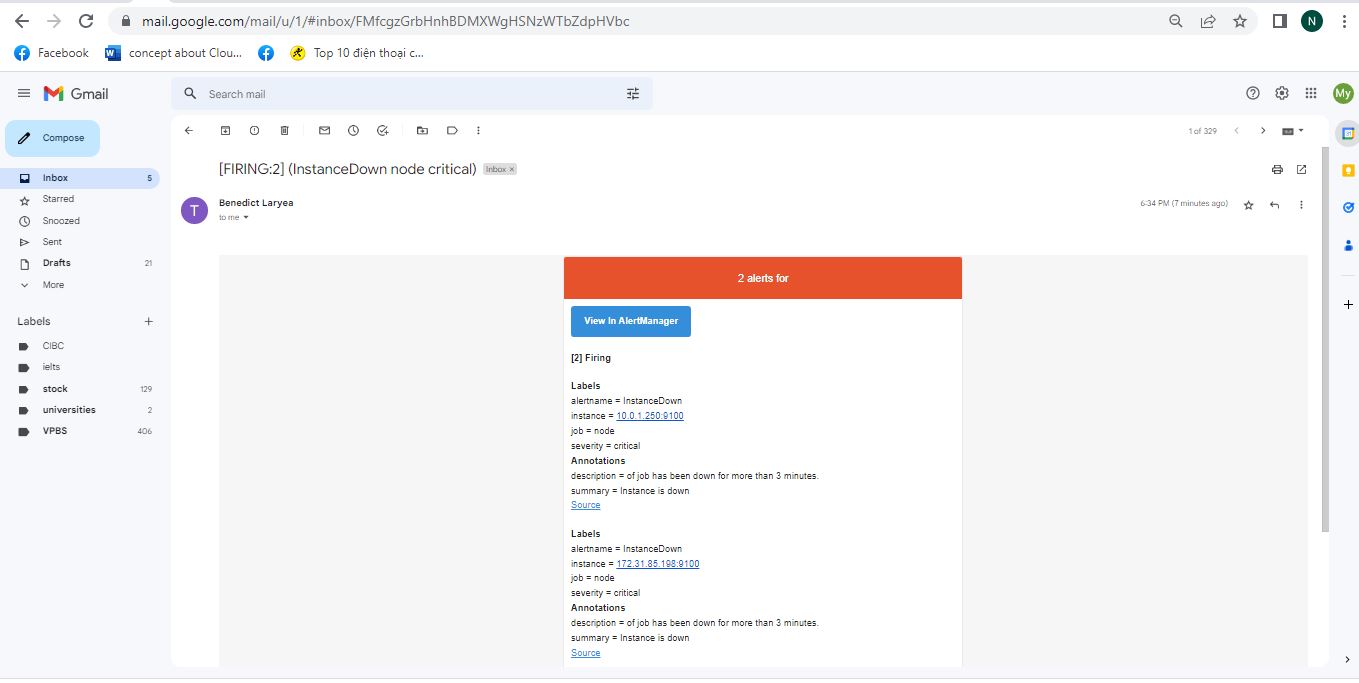 mail.google.com/mail/u/1/#inbox/FMfcgzGrbHnhBDMXWgHSNzWTbZdpHVbc
N
Facebook
W
concept about Clou...
Top 10 điện thoại c...
Gmail
Search mail
My
Compose
1 of 329
Inbox 5
Starred
Snoozed
Sent
Drafts 21
More
Labels
CIBC
ielts
stock 129
universities 2
VPBS 406
[FIRING:2] (InstanceDown node critical) Inbox ×
T
Benedict Laryea
6:34 PM (7 minutes ago)
to me
2 alerts for
View In AlertManager
[2] Firing
Labels
alertname = InstanceDown
instance = 10.0.1.250:9100
job = node
severity = critical
Annotations
description = of job has been down for more than 3 minutes.
summary = Instance is down
Source
Labels
alertname = InstanceDown
instance = 172.31.85.198:9100
job = node
severity = critical
Annotations
description = of job has been down for more than 3 minutes.
summary = Instance is down
Source